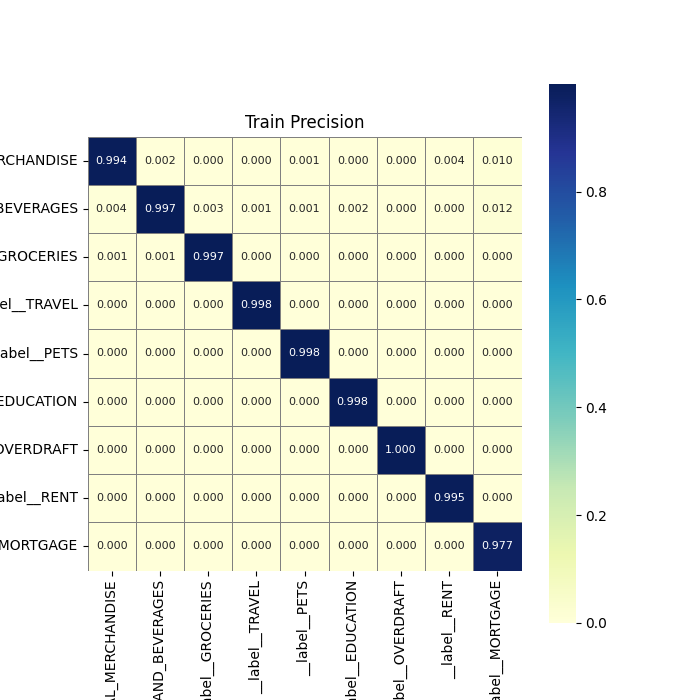 Train Precision
RCHANDISE 0.994 0.002 0.000 0.000 0.001 0.000 0.000 0.004 0.010
BEVERAGES 0.004 0.997 0.003 0.001 0.001 0.002 0.000 0.000 0.012
GROCERIES 0.001 0.001 0.997 0.000 0.000 0.000 0.000 0.000 0.000
el__TRAVEL 0.000 0.000 0.000 0.998 0.000 0.000 0.000 0.000 0.000
abel__PETS 0.000 0.000 0.000 0.000 0.998 0.000 0.000 0.000 0.000
EDUCATION 0.000 0.000 0.000 0.000 0.000 0.998 0.000 0.000 0.000
OVERDRAFT 0.000 0.000 0.000 0.000 0.000 0.000 1.000 0.000 0.000
abel__RENT 0.000 0.000 0.000 0.000 0.000 0.000 0.000 0.995 0.000
MORTGAGE 0.000 0.000 0.000 0.000 0.000 0.000 0.000 0.000 0.977
L_MERCHANDISE
AND_BEVERAGES
abel__GROCERIES
__label__TRAVEL
__label__PETS
abel__EDUCATION
bel__OVERDRAFT
__label__RENT
abel__MORTGAGE
0.8
0.6
0.4
0.2
0.0